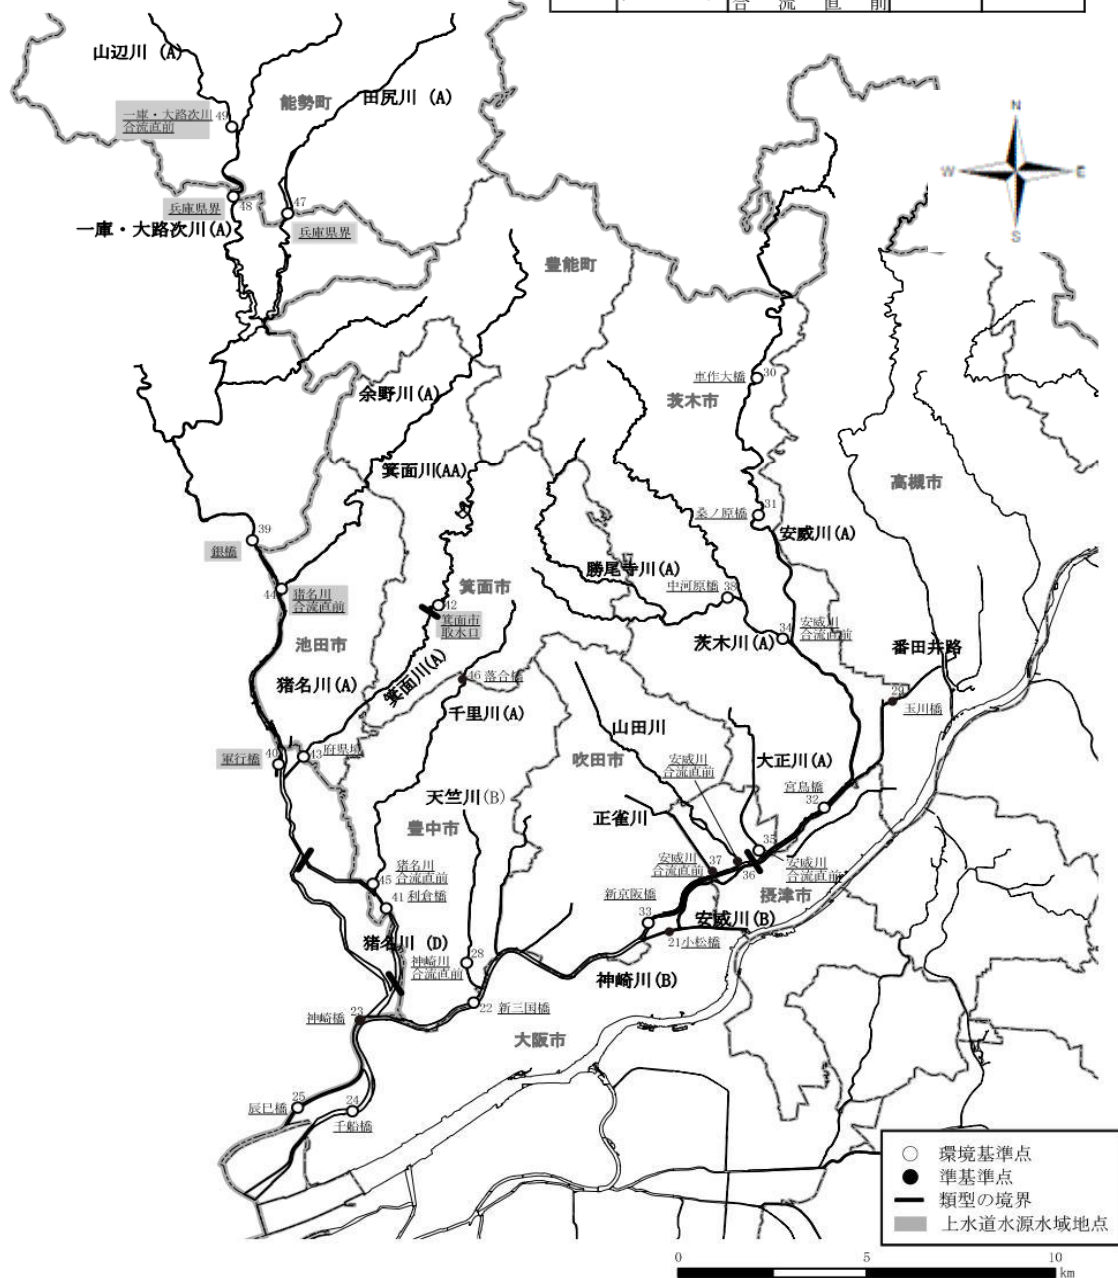 合流直前
山辺川 (A)
能勢町
田尻川 (A)
一庫・大路次川
合流直前
49
N
W
E
S
兵庫県界
48
47
兵庫県界
一庫・大路次川(A)
豊能町
余野川(A)
車作大橋
30
茨木市
箕面川(AA)
高槻市
39
銀橋
桑ノ原橋
31
安威川(A)
44
猪名川
合流直前
勝尾寺川(A)
箕面市
中河原橋
38
42
箕面市
取水口
池田市
34
安威川
合流直前
茨木川(A)
番田井路
猪名川(A)
箕面川(A)
46
落合橋
29
玉川橋
千里川(A)
山田川
軍行橋
40
43
府県境
吹田市
安威川
合流直前
大正川(A)
宮鳥橋
32
天竺川(B)
正雀川
豊中市
35
安威川
合流直前
36
猪名川
合流直前
45
安威川
合流直前
37
摂津市
41
利倉橋
新京阪橋
33
安威川(B)
猪名川 (D)
21
小松橋
神崎川
合流直前
28
神崎川(B)
22
新三国橋
神崎橋
23
大阪市
辰巳橋
25
24
千船橋
環境基準点
準基準点
類型の境界
上水道水源水域地点
0
5
10
km